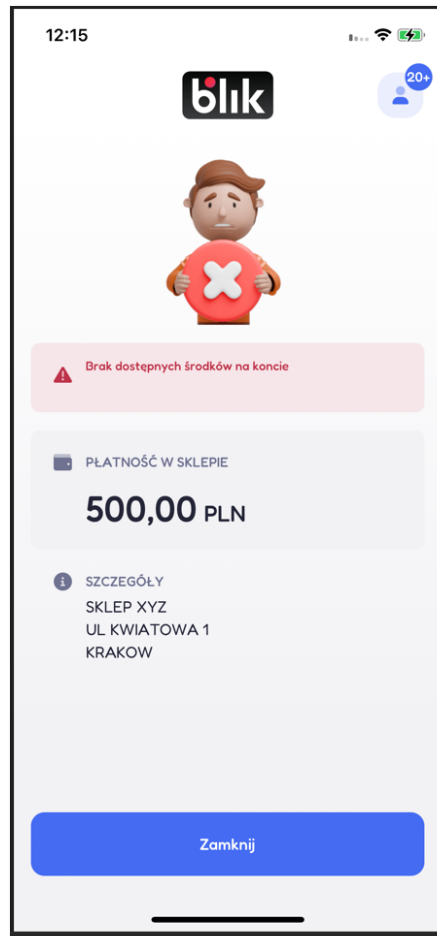 12:15
blik
20+
Brak dostępnych środków na koncie
PŁATNOŚĆ W SKLEPIE
500,00 PLN
SZCZEGÓŁY
SKLEP XYZ
UL KWIATOWA 1
KRAKOW
Zamknij